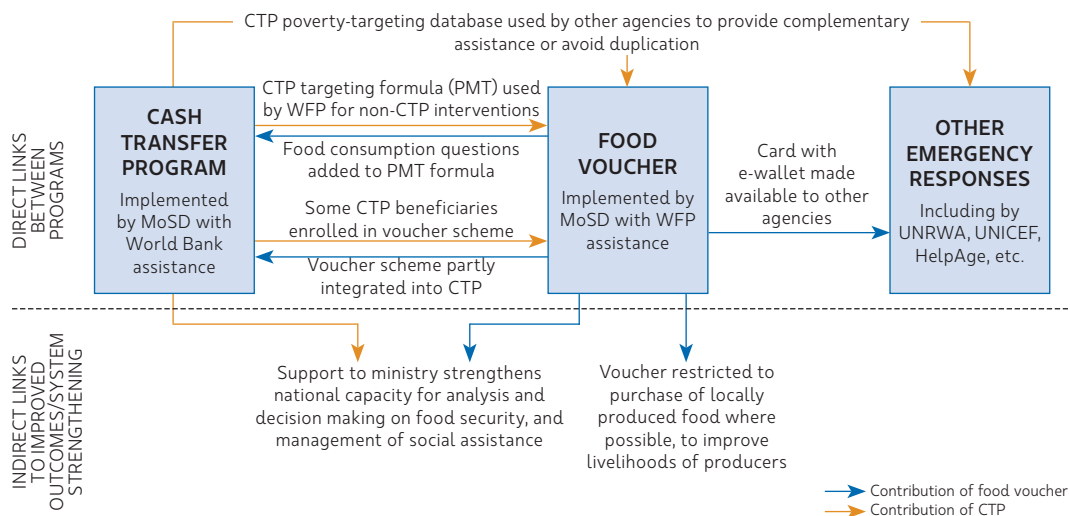 CTP poverty-targeting database used by other agencies to provide complementary
assistance or avoid duplication
DIRECT LINKS
BETWEEN
PROGRAMS
CASH
TRANSFER
PROGRAM
Implemented
by MoSD with
World Bank
assistance
CTP targeting formula (PMT) used
by WFP for non-CTP interventions
Food consumption questions
added to PMT formula
Some CTP beneficiaries
enrolled in voucher scheme
Voucher scheme partly
integrated into CTP
FOOD
VOUCHER
Implemented by
MoSD with WFP
assistance
Card with
e-wallet made
available to other
agencies
OTHER
EMERGENCY
RESPONSES
Including by
UNRWA, UNICEF,
HelpAge, etc.
INDIRECT LINKS
TO IMPROVED
OUTCOMES/SYSTEM
STRENGTHENING
Support to ministry strengthens
national capacity for analysis and
decision making on food security, and
management of social assistance
Voucher restricted to
purchase of locally
produced food where
possible, to improve
livelihoods of producers
Contribution of food voucher
Contribution of CTP